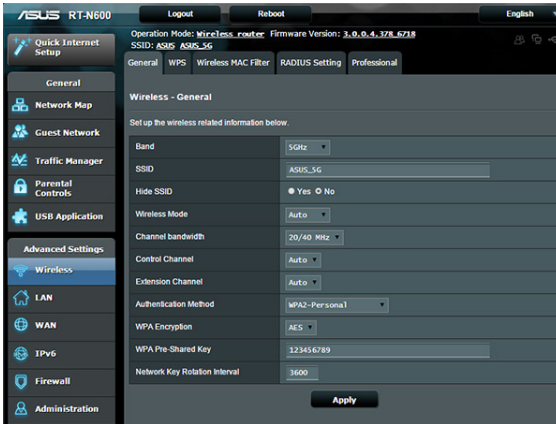 ASUS RT-N600 Logout Reboot English
Quick Internet Setup
Operation Mode: Wireless router Firmware Version: 3.0.0.4.378_6718
SSID: ASUS ASUS_5G
General WPS Wireless MAC Filter RADIUS Setting Professional
General
Network Map
Guest Network
Traffic Manager
Parental Controls
USB Application
Advanced Settings
Wireless
LAN
WAN
IPv6
Firewall
Administration
Wireless - General
Set up the wireless related information below.
Band 5GHz
SSID ASUS_5G
Hide SSID Yes No
Wireless Mode Auto
Channel bandwidth 20/40 MHz
Control Channel Auto
Extension Channel Auto
Authentication Method WPA2-Personal
WPA Encryption AES
WPA Pre-Shared Key 123456789
Network Key Rotation Interval 3600
Apply